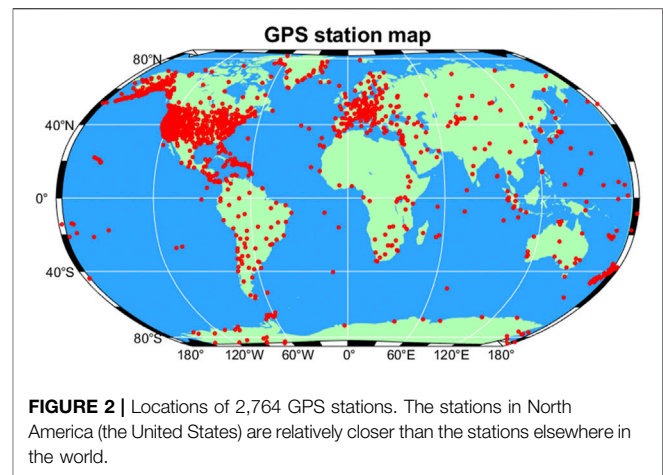 GPS station map
80°N
40°N
0°
40°S
80°S
180° 120°W 60°W 0° 60°E 120°E 180°
FIGURE 2 | Locations of 2,764 GPS stations. The stations in North
America (the United States) are relatively closer than the stations elsewhere in
the world.